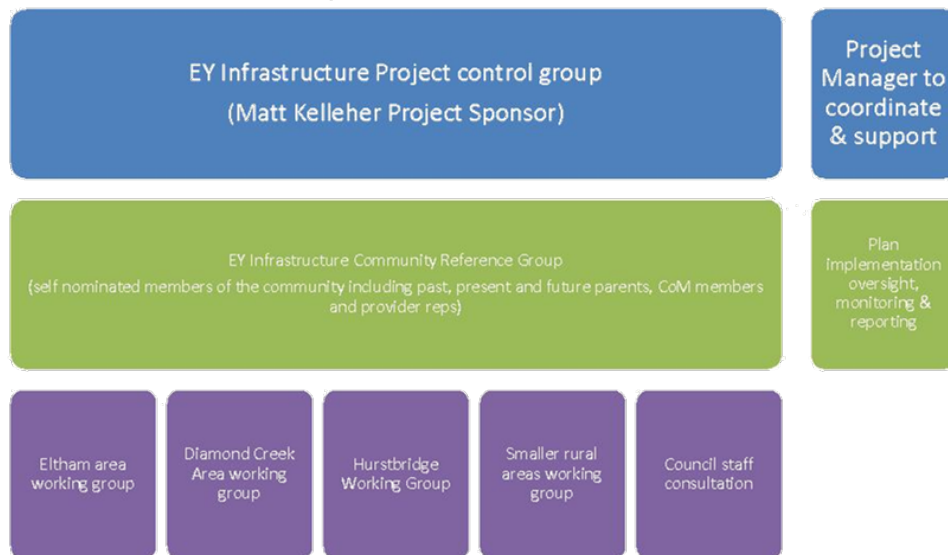 EY Infrastructure Project control group
(Matt Kelleher Project Sponsor)
Project
Manager to
coordinate
& support
EY Infrastructure Community Reference Group
(self nominated members of the community including past, present and future parents, CoM members
and provider reps)
Plan
implementation
oversight,
monitoring &
reporting
Eltham area
working group
Diamond Creek
Area working
group
Hurstbridge
Working Group
Smaller rural
areas working
group
Council staff
consultation